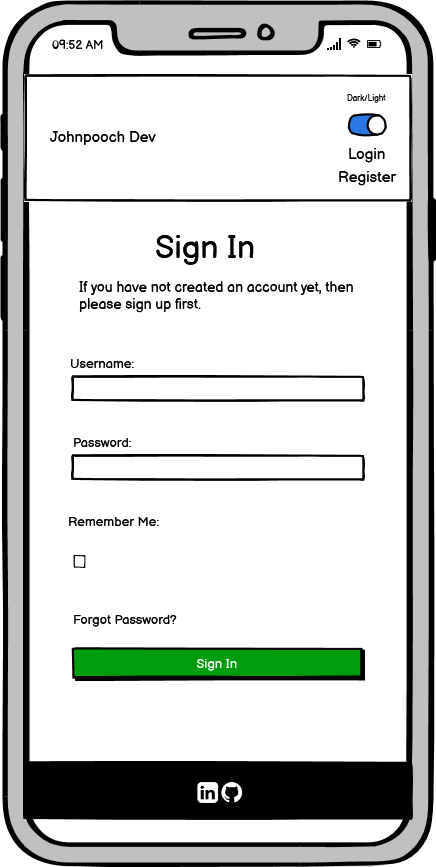 09:52 AM
Dark/Light
Johnpooch Dev
Login
Register
Sign In
If you have not created an account yet, then
please sign up first.
Username:
Password:
Remember Me:
Forgot Password?
Sign In
in